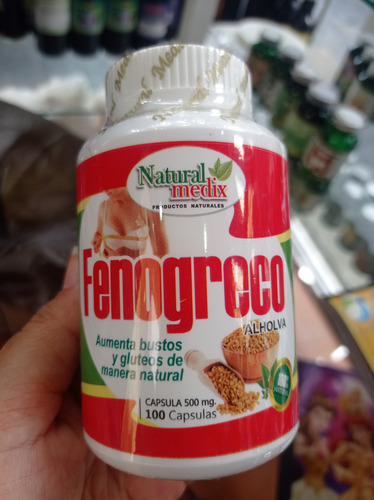 Natural
medix
PRODUCTOS NATURALES
Fenogreco
ALHOLVA
Aumenta bustos
y gluteos de
manera natural
CAPSULA 500 mg.
100 Capsulas